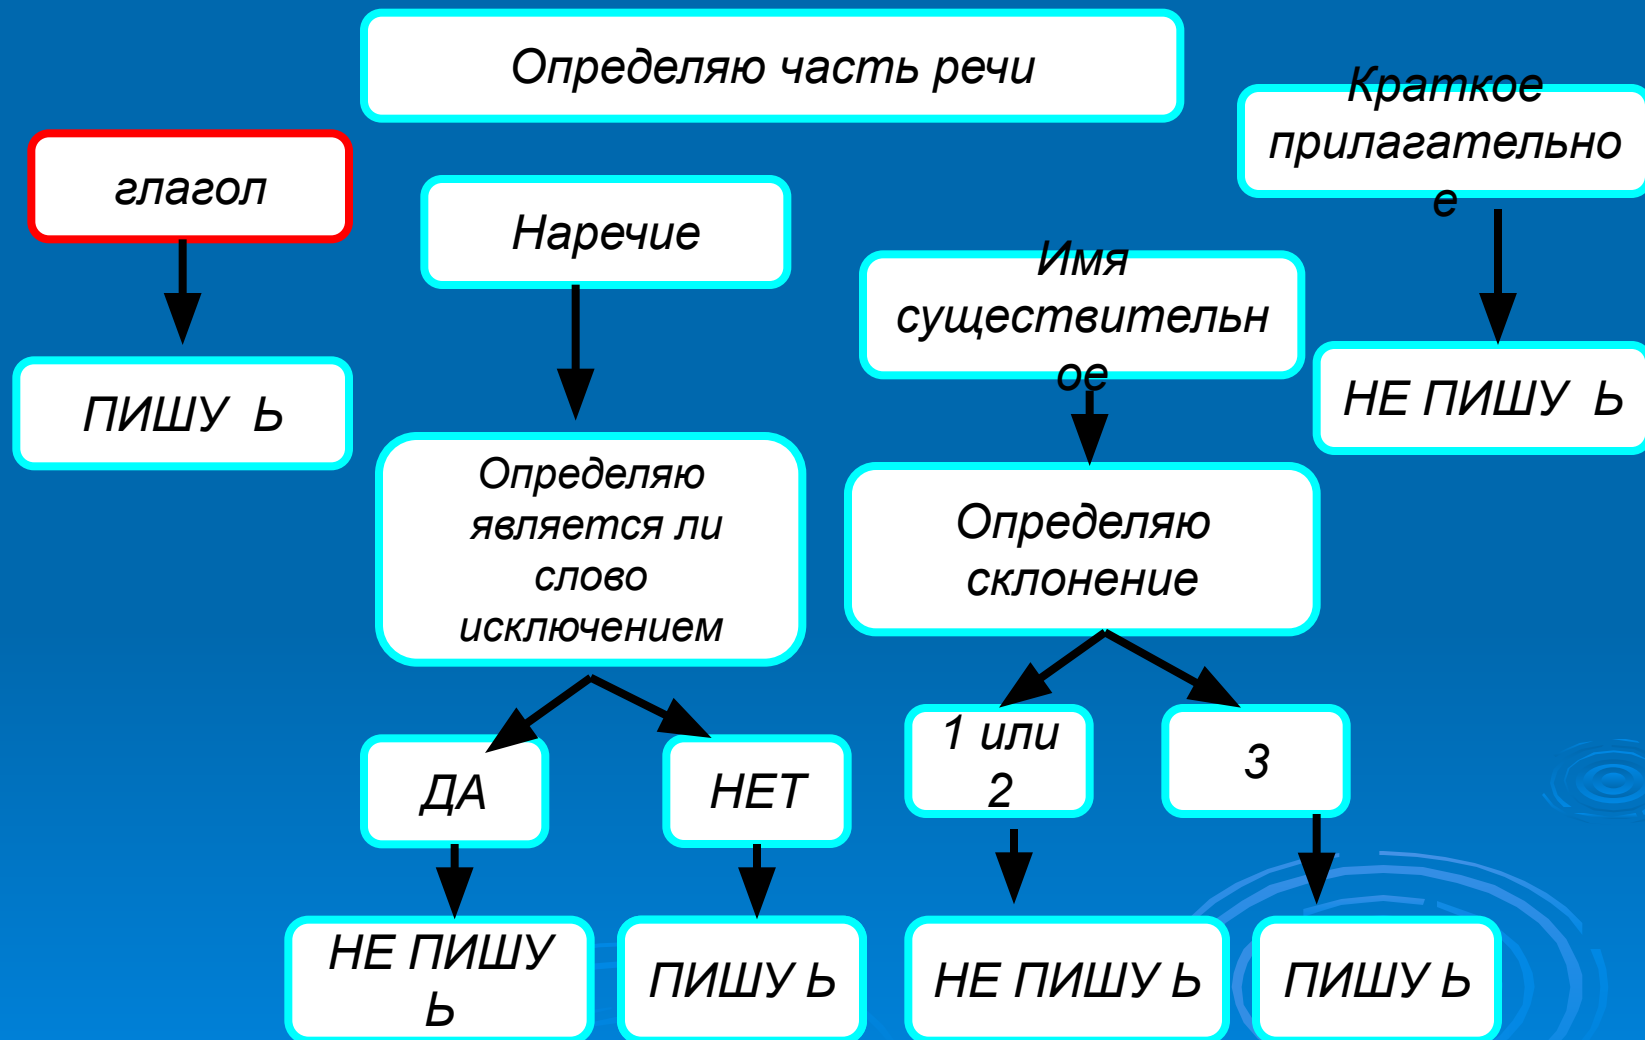 Определяю часть речи
Краткое
прилагательно
е
глагол
Наречие
Имя
существительн
ое
ПИШУ Ь
НЕ ПИШУ Ь
Определяю
является ли
слово
исключением
Определяю
склонение
ДА
НЕТ
1 или
2
3
НЕ ПИШУ
Ь
ПИШУ Ь
НЕ ПИШУ Ь
ПИШУ Ь